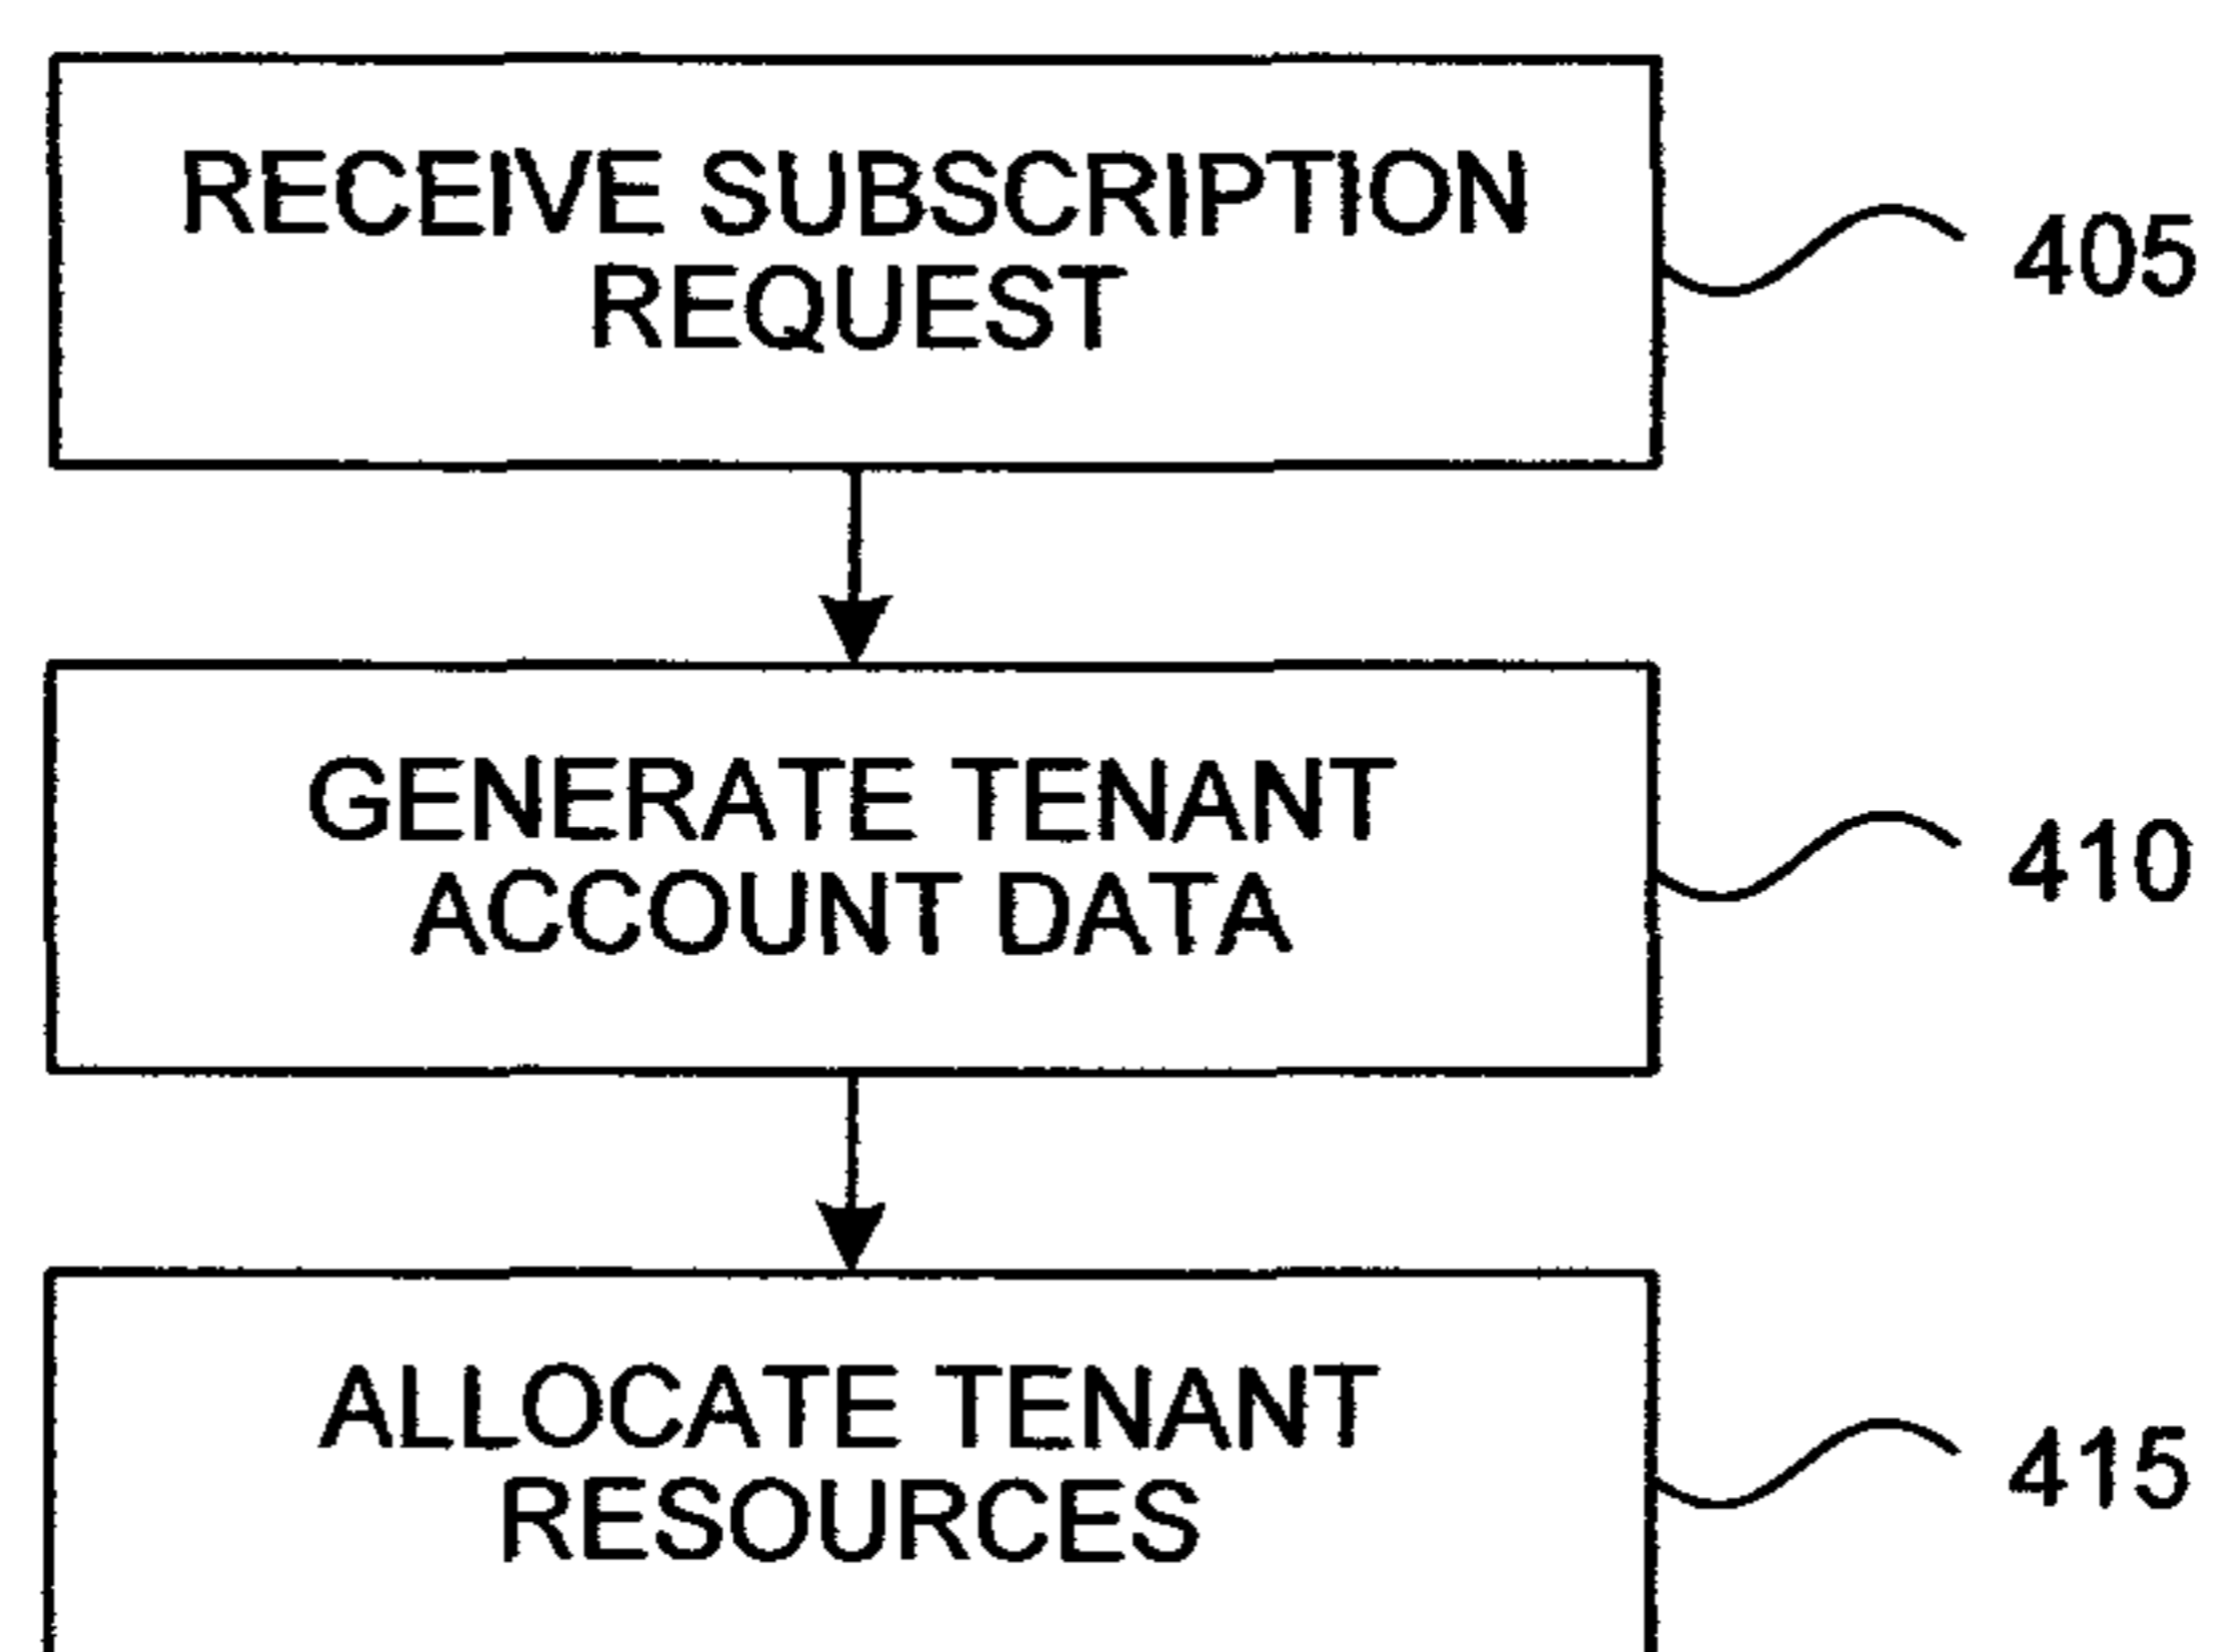 RECEIVE SUBSCRIPTION
REQUEST
405
GENERATE TENANT
ACCOUNT DATA
410
ALLOCATE TENANT
RESOURCES
415